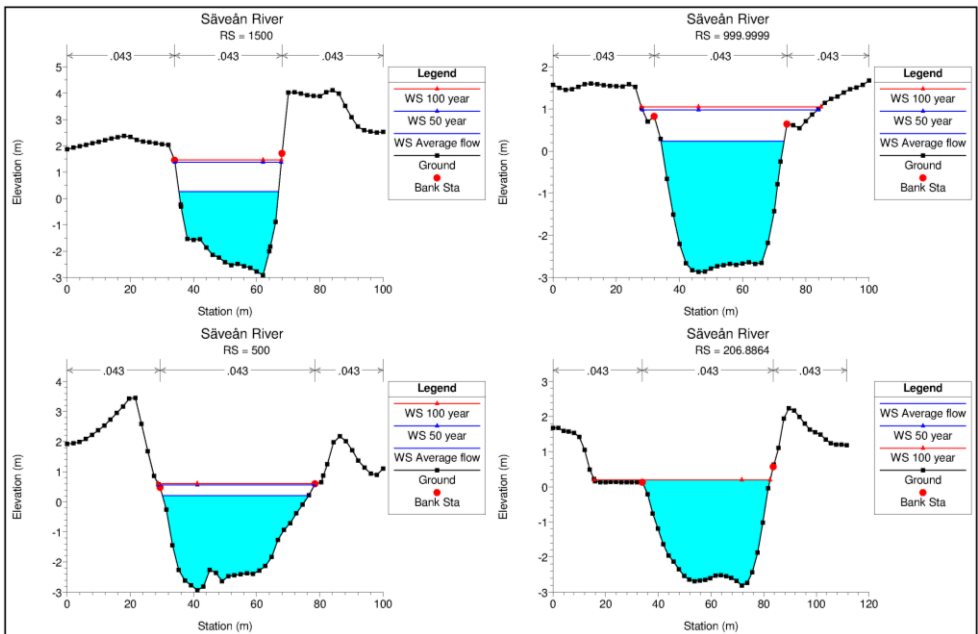 Säveån River
RS = 1500
.043 .043 .043
5
4
3
2
1
0
-1
-2
-3
0 20 40 60 80 100
Station (m)
Elevation (m)
Legend
WS 100 year
WS 50 year
WS Average flow
Ground
Bank Sta
Säveån River
RS = 999.9999
.043 .043 .043
2
1
0
-1
-2
-3
0 20 40 60 80 100
Station (m)
Elevation (m)
Legend
WS 100 year
WS 50 year
WS Average flow
Ground
Bank Sta
Säveån River
RS = 500
.043 .043 .043
4
3
2
1
0
-1
-2
-3
0 20 40 60 80 100
Station (m)
Elevation (m)
Legend
WS 100 year
WS 50 year
WS Average flow
Ground
Bank Sta
Säveån River
RS = 206.8864
.043 .043 .043
3
2
1
0
-1
-2
-3
0 20 40 60 80 100 120
Station (m)
Elevation (m)
Legend
WS Average flow
WS 50 year
WS 100 year
Ground
Bank Sta